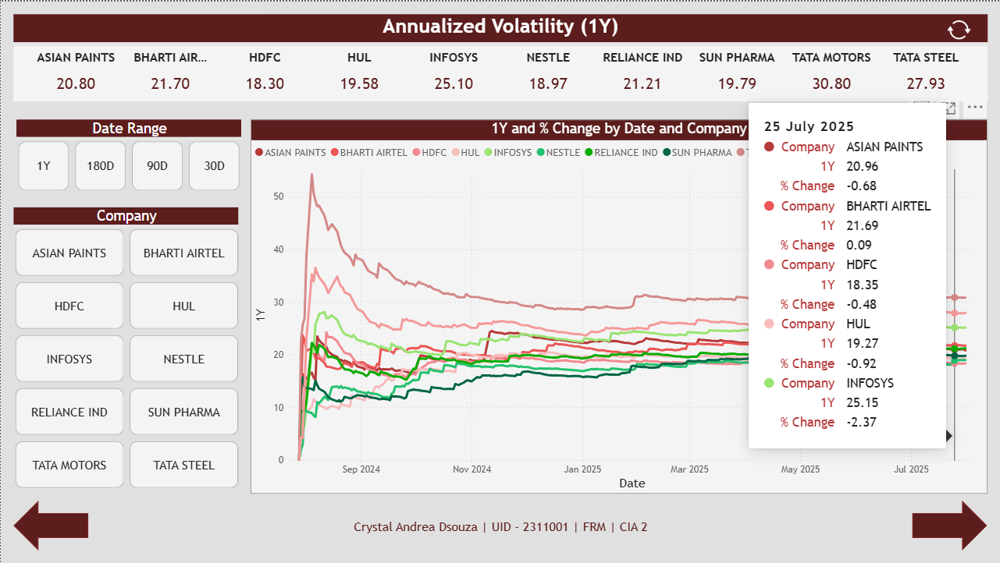 Annualized Volatility (1Y)
ASIAN PAINTS BHARTI AIR... HDFC HUL INFOSYS NESTLE RELIANCE IND SUN PHARMA TATA MOTORS TATA STEEL
20.80 21.70 18.30 19.58 25.10 18.97 21.21 19.79 30.80 27.93
Date Range
1Y 180D 90D 30D
Company
ASIAN PAINTS BHARTI AIRTEL
HDFC HUL
INFOSYS NESTLE
RELIANCE IND SUN PHARMA
TATA MOTORS TATA STEEL
1Y and % Change by Date and Company
ASIAN PAINTS BHARTI AIRTEL HDFC HUL INFOSYS NESTLE RELIANCE IND SUN PHARMA
1Y
50
40
30
20
10
0
Sep 2024 Nov 2024 Jan 2025 Mar 2025 May 2025 Jul 2025
Date
25 July 2025
Company ASIAN PAINTS
1Y 20.96
% Change -0.68
Company BHARTI AIRTEL
1Y 21.69
% Change 0.09
Company HDFC
1Y 18.35
% Change -0.48
Company HUL
1Y 19.27
% Change -0.92
Company INFOSYS
1Y 25.15
% Change -2.37
Crystal Andrea Dsouza | UID - 2311001 | FRM | CIA 2